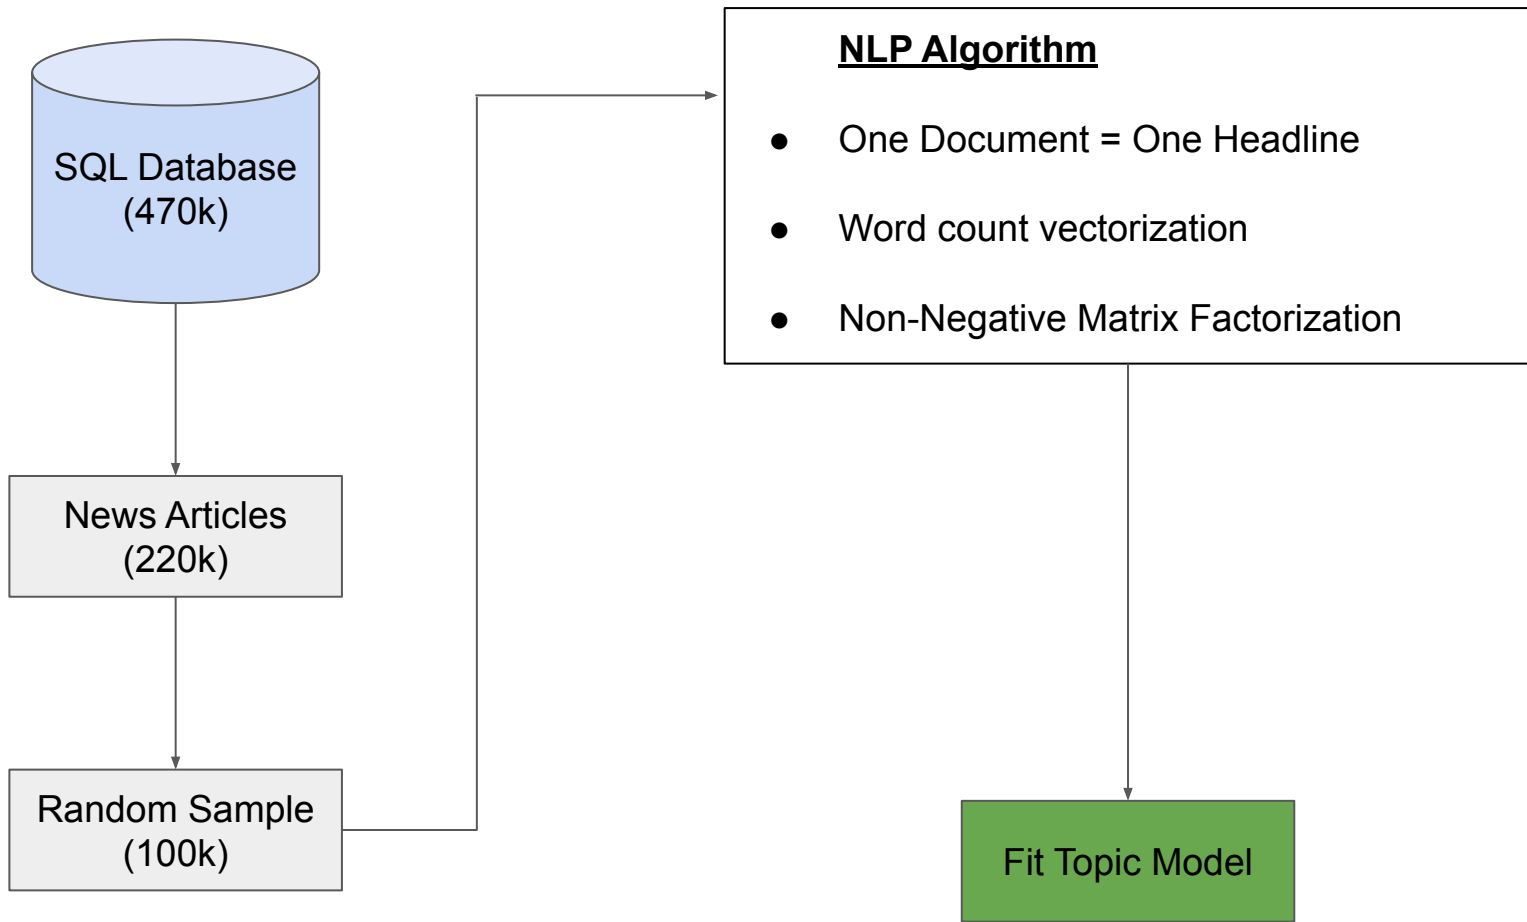 SQL Database
(470k)
News Articles
(220k)
Random Sample
(100k)
NLP Algorithm
● One Document = One Headline
● Word count vectorization
● Non-Negative Matrix Factorization
Fit Topic Model